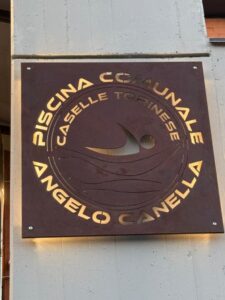 PISCINA COMUNALE
CASELLE TORINESE
ANGELO CANELLA